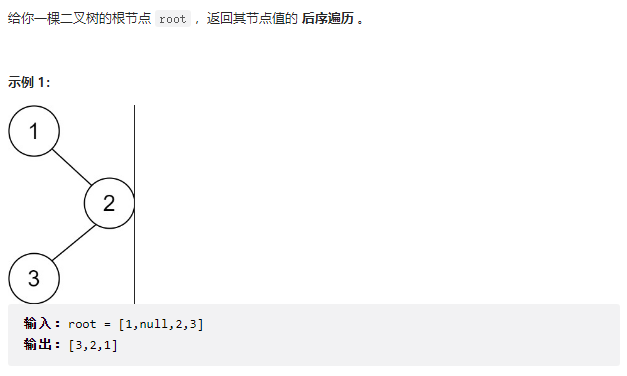 给你一棵二叉树的根节点 root ，返回其节点值的 后序遍历 。
示例 1：
1
2
3
输入：root = [1,null,2,3]
输出：[3,2,1]